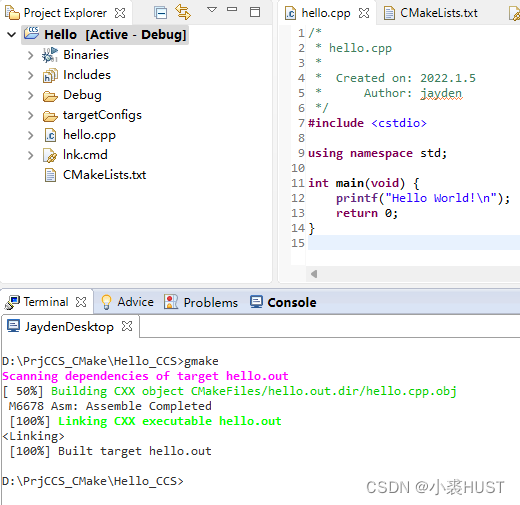 Project Explorer
Hello [Active - Debug]
Binaries
Includes
Debug
targetConfigs
hello.cpp
lnk.cmd
CMakeLists.txt
hello.cpp
CMakeLists.txt
1 /*
2 * hello.cpp
3 *
4 * Created on: 2022.1.5
5 * Author: jayden
6 */
7 #include <cstdio>
8
9 using namespace std;
10
11 int main(void) {
12 printf("Hello World!\n");
13 return 0;
14 }
15
Terminal
Advice
Problems
Console
JaydenDesktop
D:\PrjCCS_CMake\Hello_CCS>gmake
Scanning dependencies of target hello.out
[ 50%] Building CXX object CMakeFiles/hello.out.dir/hello.cpp.obj
M6678 Asm: Assemble Completed
[100%] Linking CXX executable hello.out
<Linking>
[100%] Built target hello.out
D:\PrjCCS_CMake\Hello_CCS>
CSDN @小裘HUST